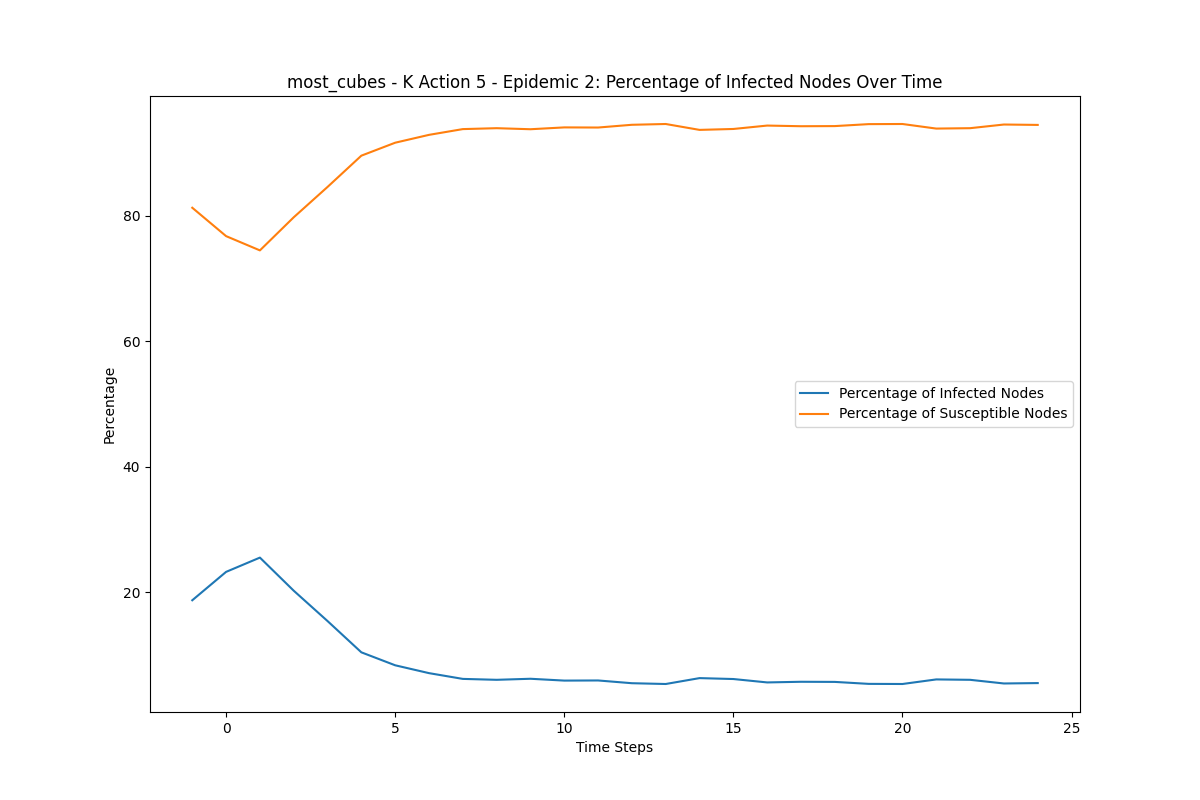 most_cubes - K Action 5 - Epidemic 2: Percentage of Infected Nodes Over Time
Percentage
80
60
40
20
Percentage of Infected Nodes
Percentage of Susceptible Nodes
0
5
10
15
20
25
Time Steps